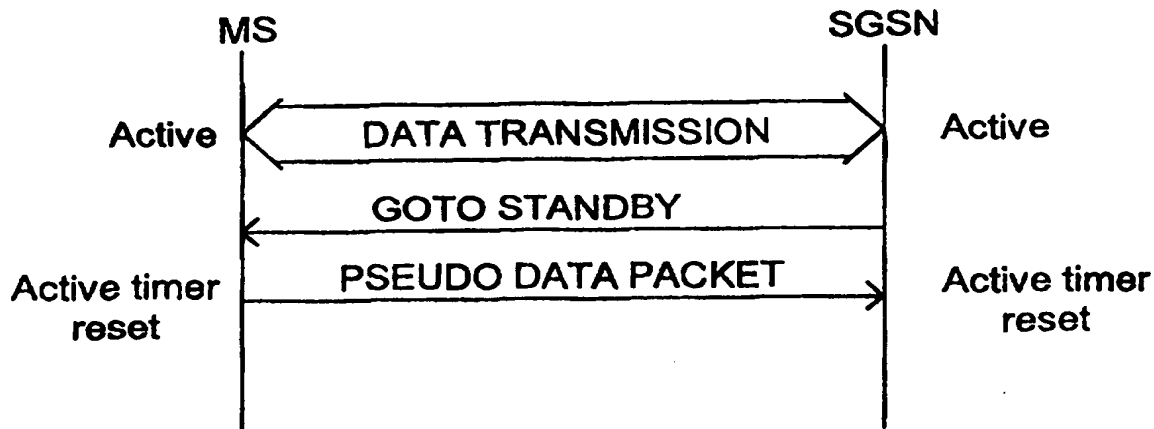 MS
SGSN
Active
DATA TRANSMISSION
Active
GOTO STANDBY
Active timer
reset
PSEUDO DATA PACKET
Active timer
reset